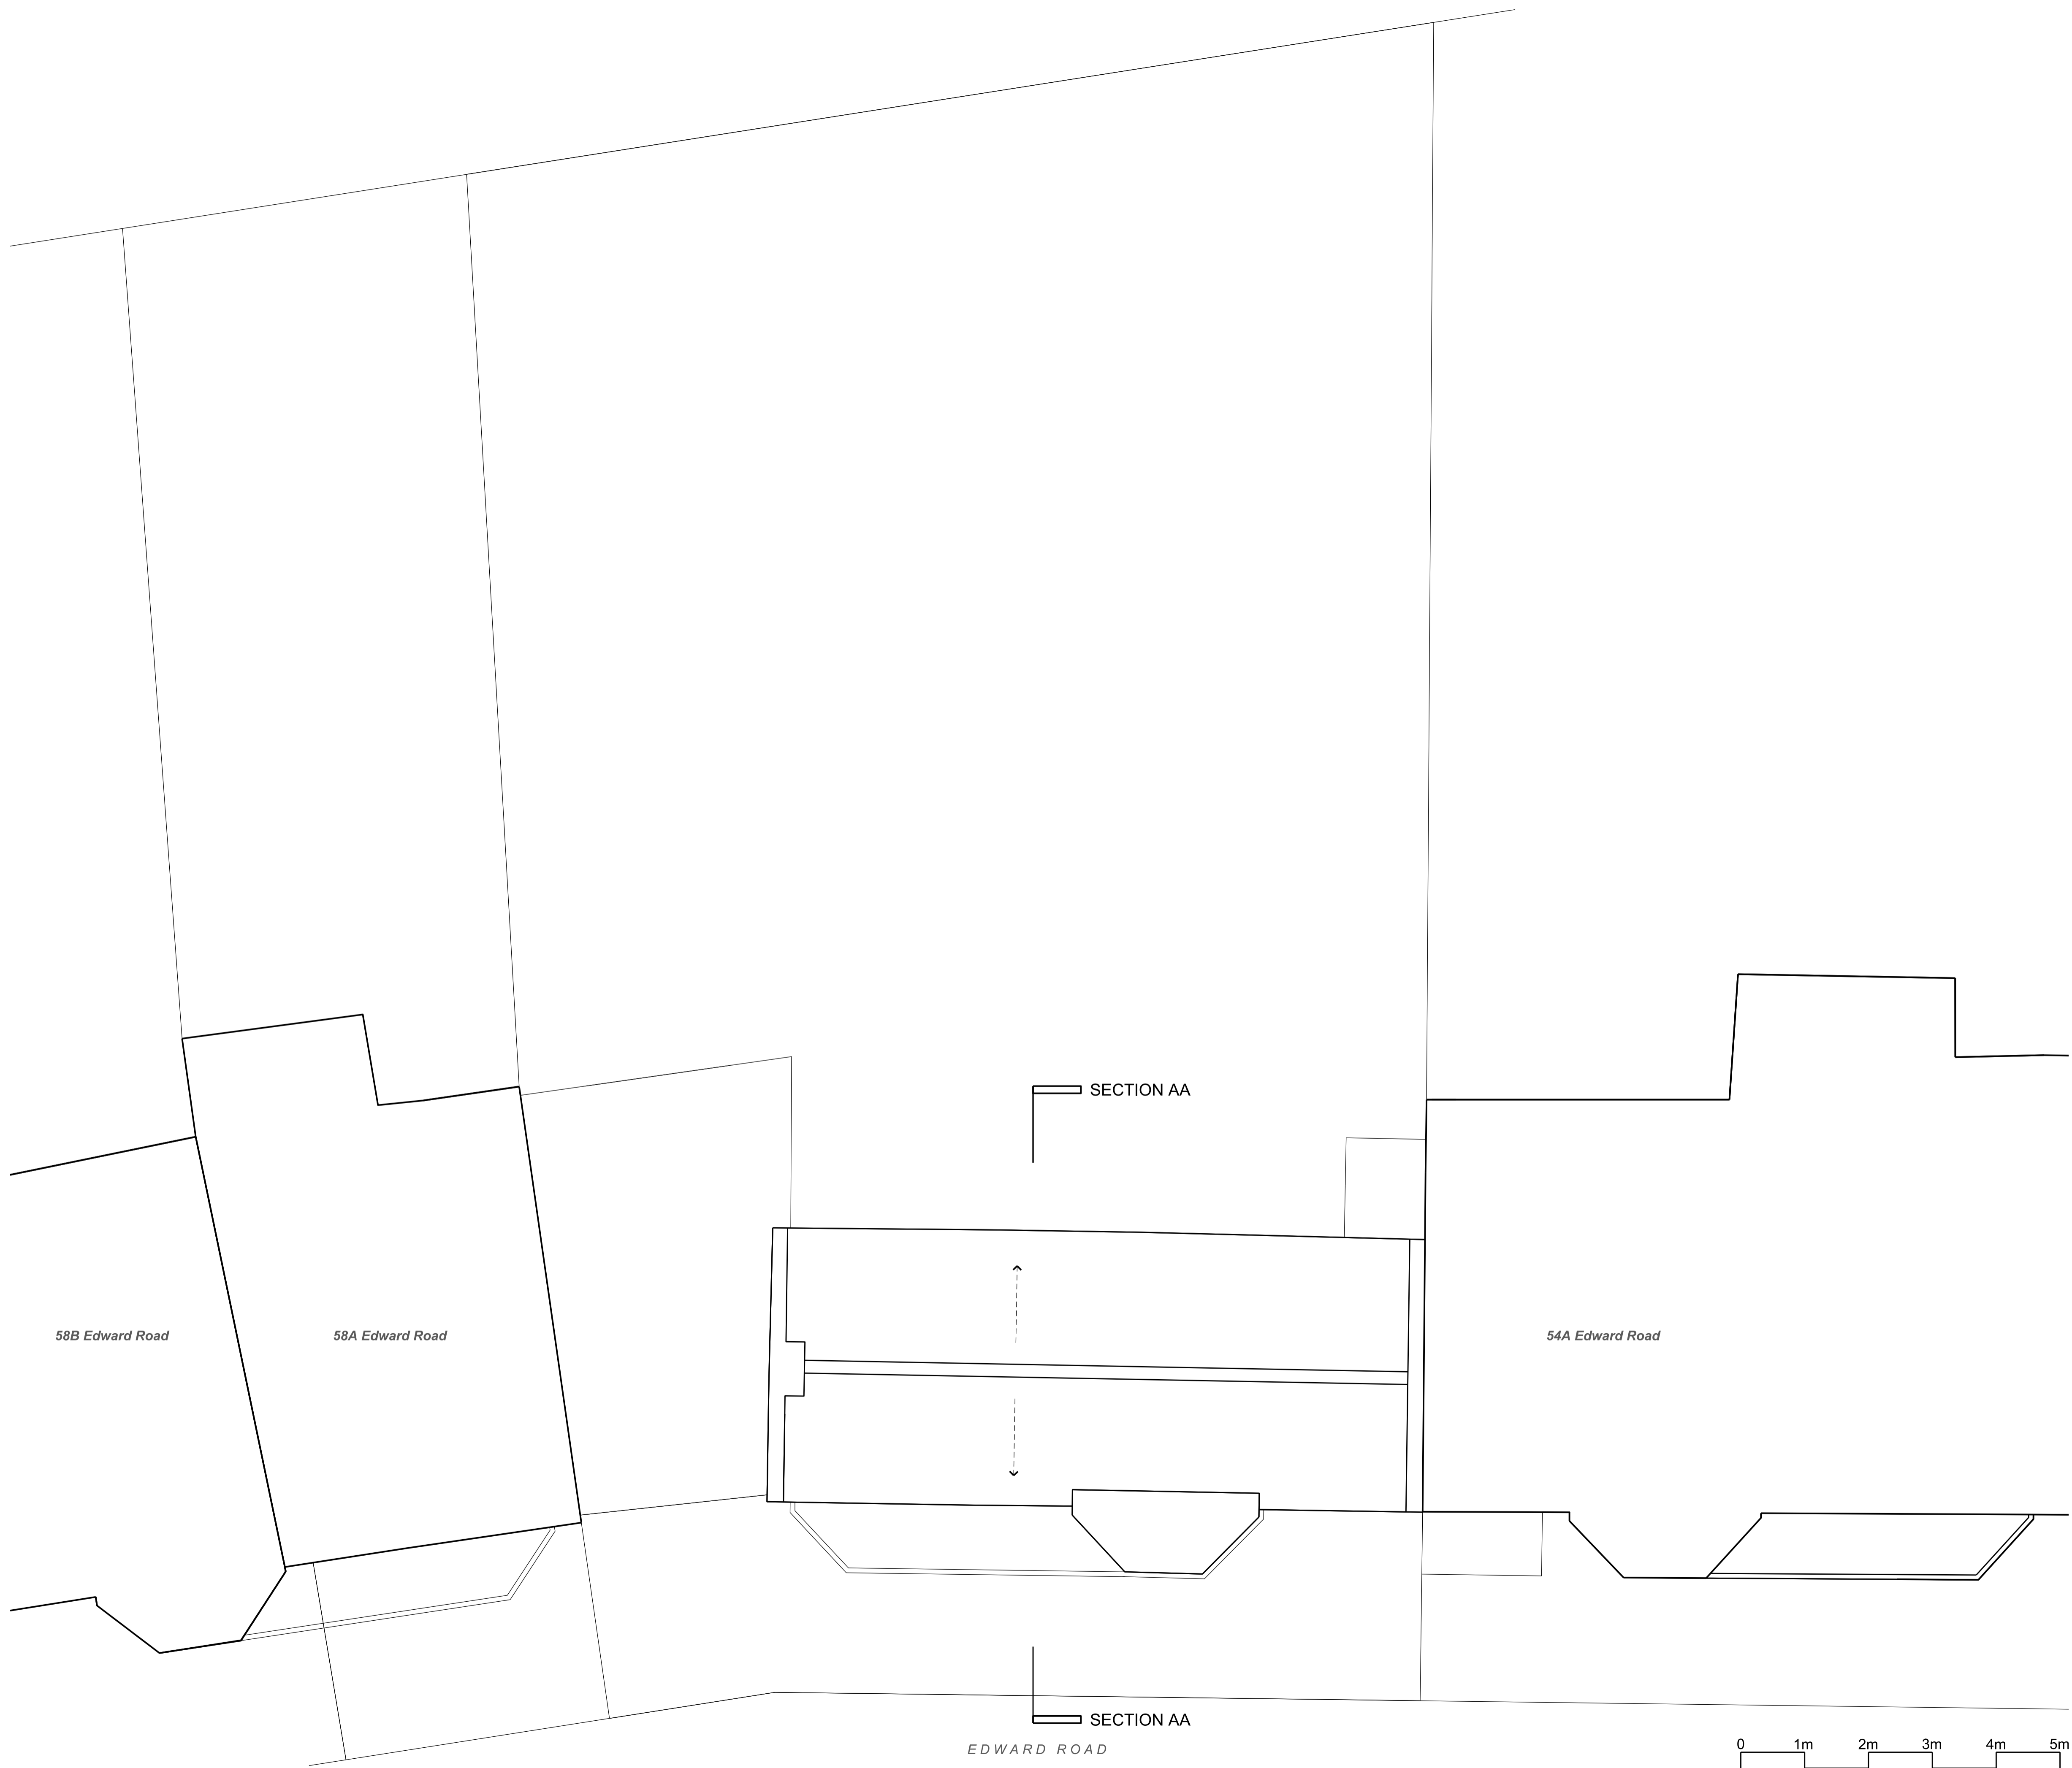 SECTION AA
58B Edward Road
58A Edward Road
54A Edward Road
SECTION AA
EDWARD ROAD
0 1m 2m 3m 4m 5m